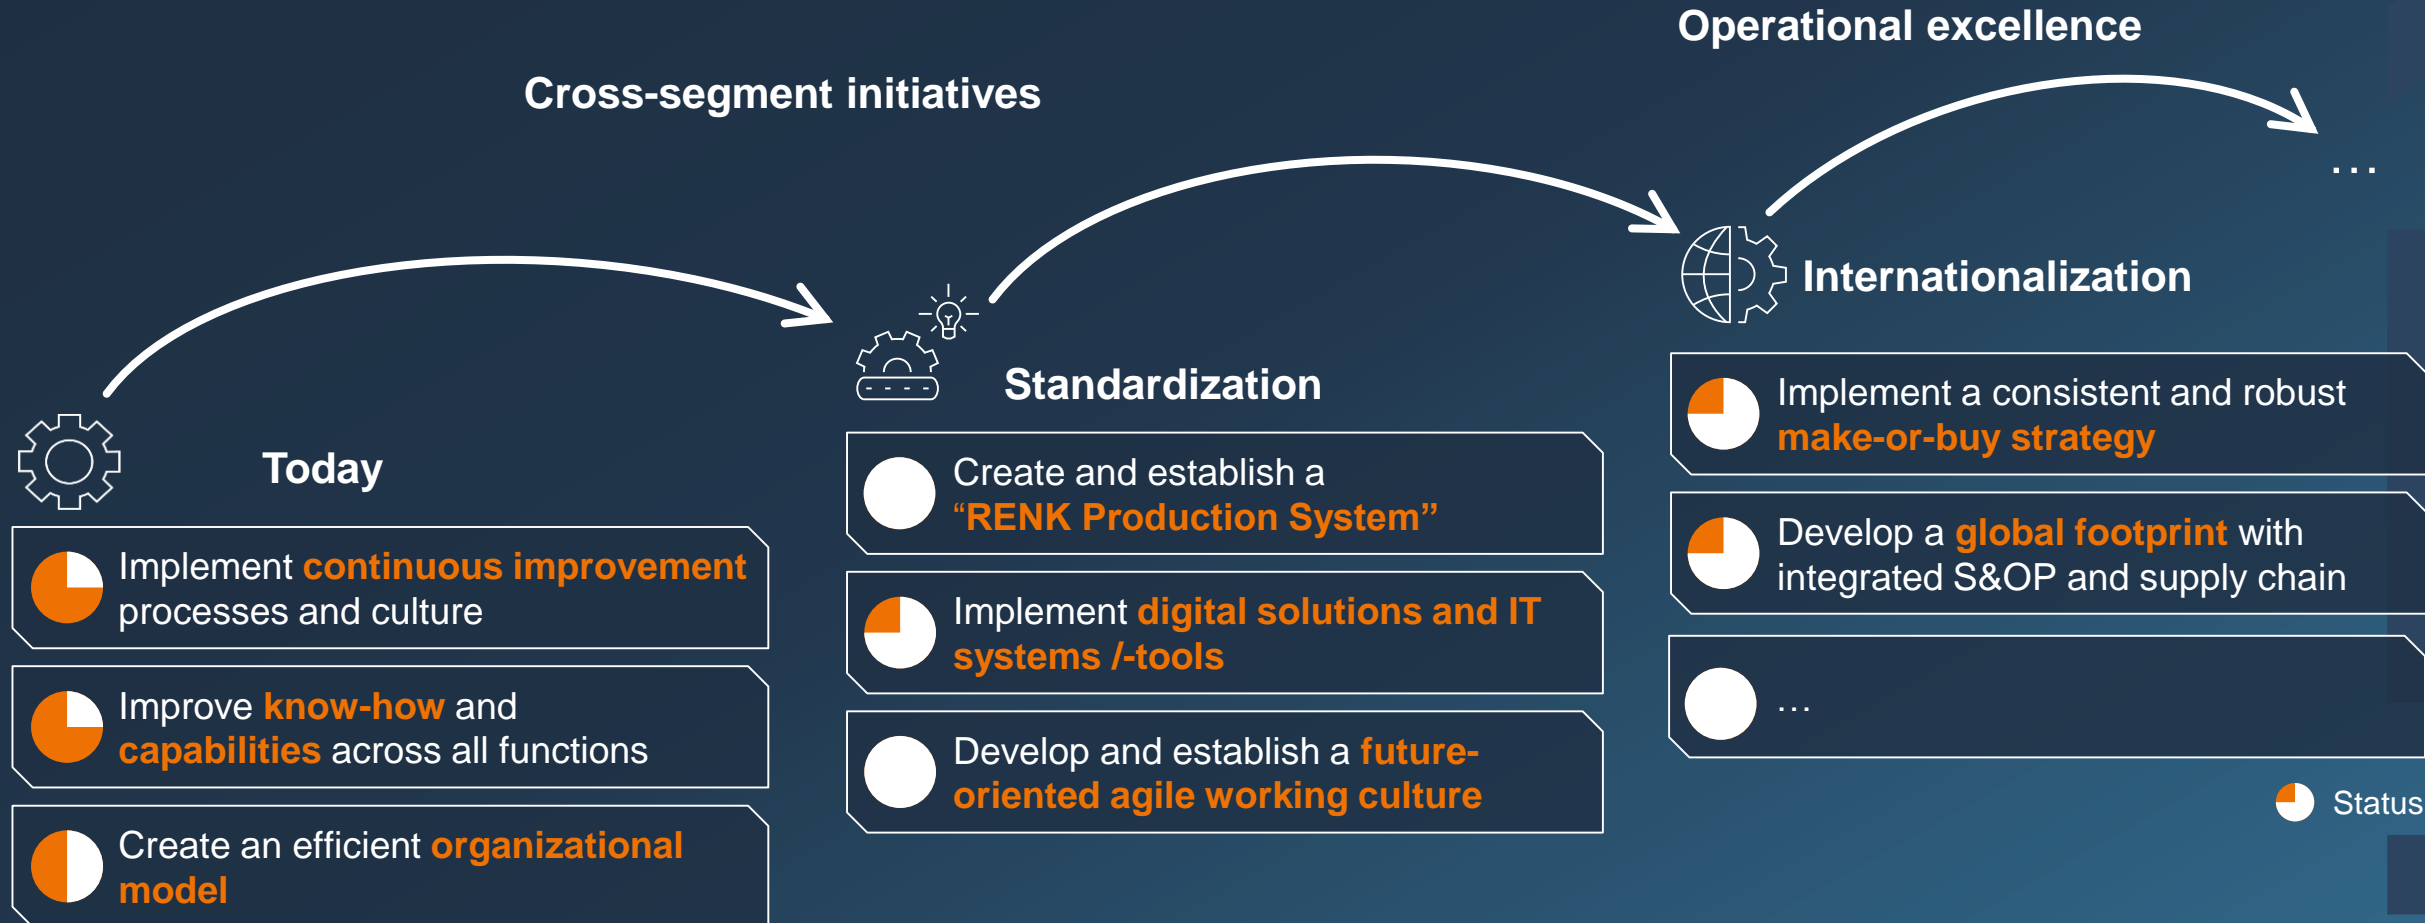 Operational excellence
Cross-segment initiatives
…
Today
Implement continuous improvement
processes and culture
Improve know-how and
capabilities across all functions
Create an efficient organizational
model
Standardization
Create and establish a
“RENK Production System”
Implement digital solutions and IT
systems /-tools
Develop and establish a future-
oriented agile working culture
Internationalization
Implement a consistent and robust
make-or-buy strategy
Develop a global footprint with
integrated S&OP and supply chain
…
Status